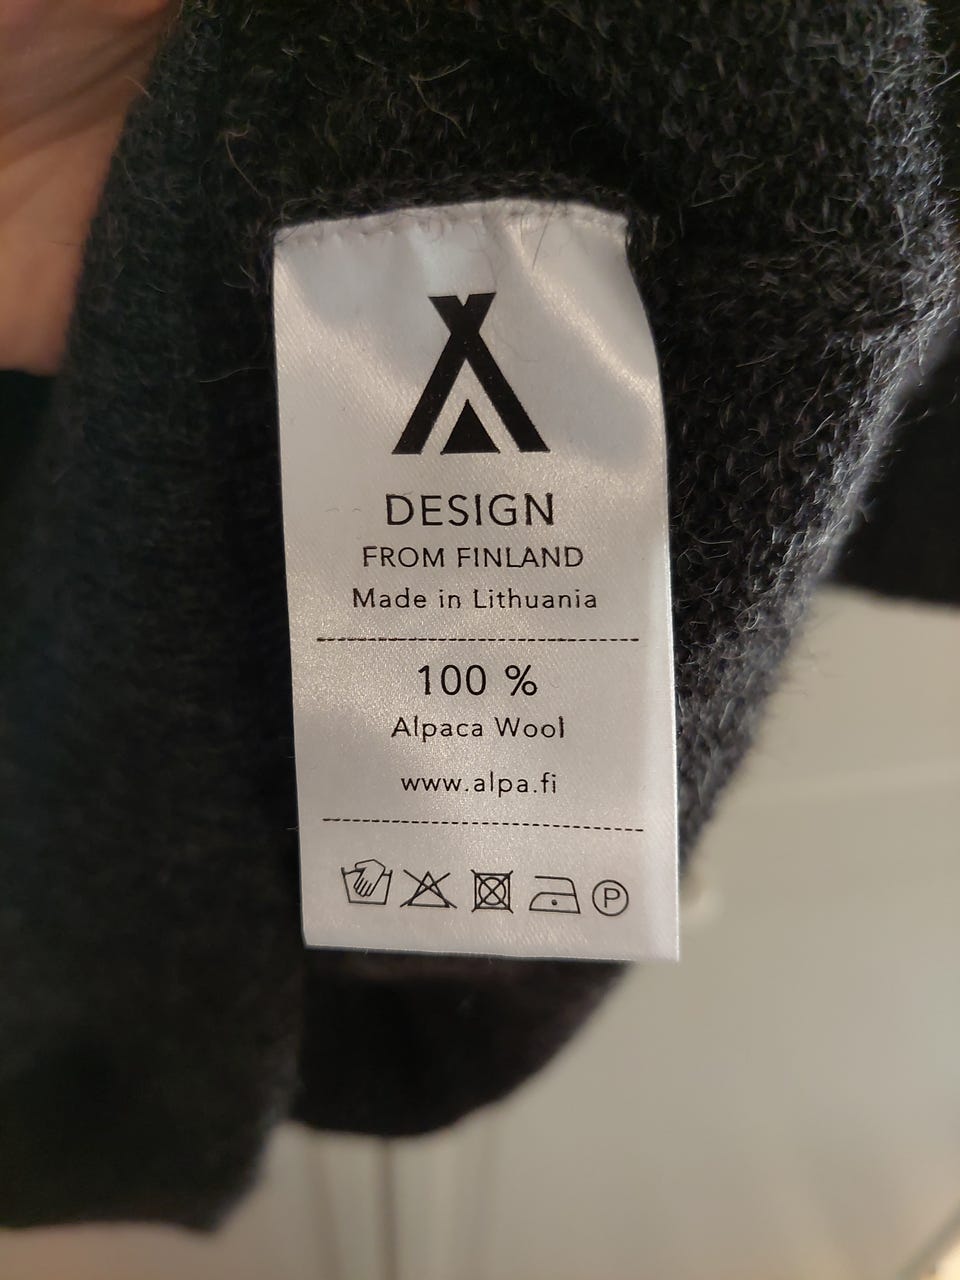 DESIGN
FROM FINLAND
Made in Lithuania
100 %
Alpaca Wool
www.alpa.fi
P